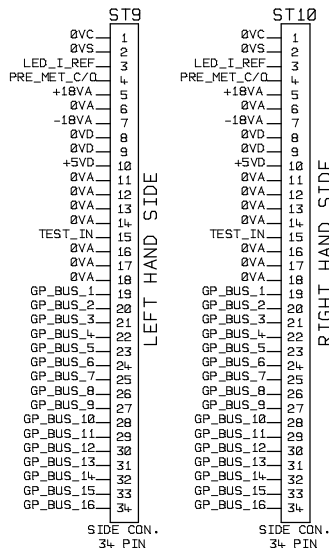 ST9
0VC 1
0VS 2
LED_I_REF 3
PRE_MET_C/O 4
+18VA 5
0VA 6
-18VA 7
0VD 8
0VD 9
+5VD 10
0VA 11
0VA 12
0VA 13
0VA 14
TEST_IN 15
0VA 16
0VA 17
0VA 18
GP_BUS_1 19
GP_BUS_2 20
GP_BUS_3 21
GP_BUS_4 22
GP_BUS_5 23
GP_BUS_6 24
GP_BUS_7 25
GP_BUS_8 26
GP_BUS_9 27
GP_BUS_10 28
GP_BUS_11 29
GP_BUS_12 30
GP_BUS_13 31
GP_BUS_14 32
GP_BUS_15 33
GP_BUS_16 34
LEFT HAND SIDE
SIDE CON.
34 PIN
ST10
0VC 1
0VS 2
LED_I_REF 3
PRE_MET_C/O 4
+18VA 5
0VA 6
-18VA 7
0VD 8
0VD 9
+5VD 10
0VA 11
0VA 12
0VA 13
0VA 14
TEST_IN 15
0VA 16
0VA 17
0VA 18
GP_BUS_1 19
GP_BUS_2 20
GP_BUS_3 21
GP_BUS_4 22
GP_BUS_5 23
GP_BUS_6 24
GP_BUS_7 25
GP_BUS_8 26
GP_BUS_9 27
GP_BUS_10 28
GP_BUS_11 29
GP_BUS_12 30
GP_BUS_13 31
GP_BUS_14 32
GP_BUS_15 33
GP_BUS_16 34
RIGHT HAND SIDE
SIDE CON.
34 PIN